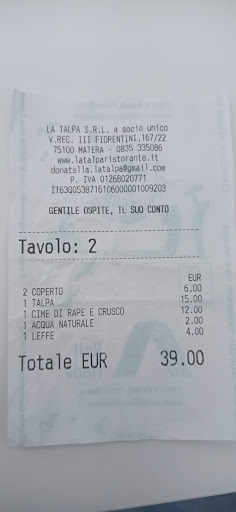 LA TALPA S.R.L. a socio unico
V.REC. III FIORENTINI,167/22
75100 MATERA - 0835 335086
www.latalparistorante.it
donatella.latalpa@gmail.com
P. IVA 01268020771
IT63Q0538716106000001009203
GENTILE OSPITE, IL SUO CONTO
Tavolo: 2
EUR
2 COPERTO 6.00
1 TALPA 15.00
1 CIME DI RAPE E CRUSCO 12.00
1 ACQUA NATURALE 2.00
1 LEFFE 4.00
Totale EUR 39.00